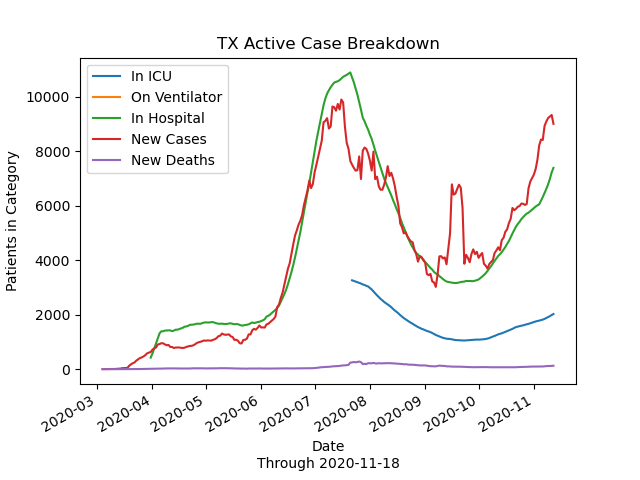 TX Active Case Breakdown
In ICU
On Ventilator
In Hospital
New Cases
New Deaths
Patients in Category
10000
8000
6000
4000
2000
0
2020-03
2020-04
2020-05
2020-06
2020-07
2020-08
2020-09
2020-10
2020-11
Date
Through 2020-11-18